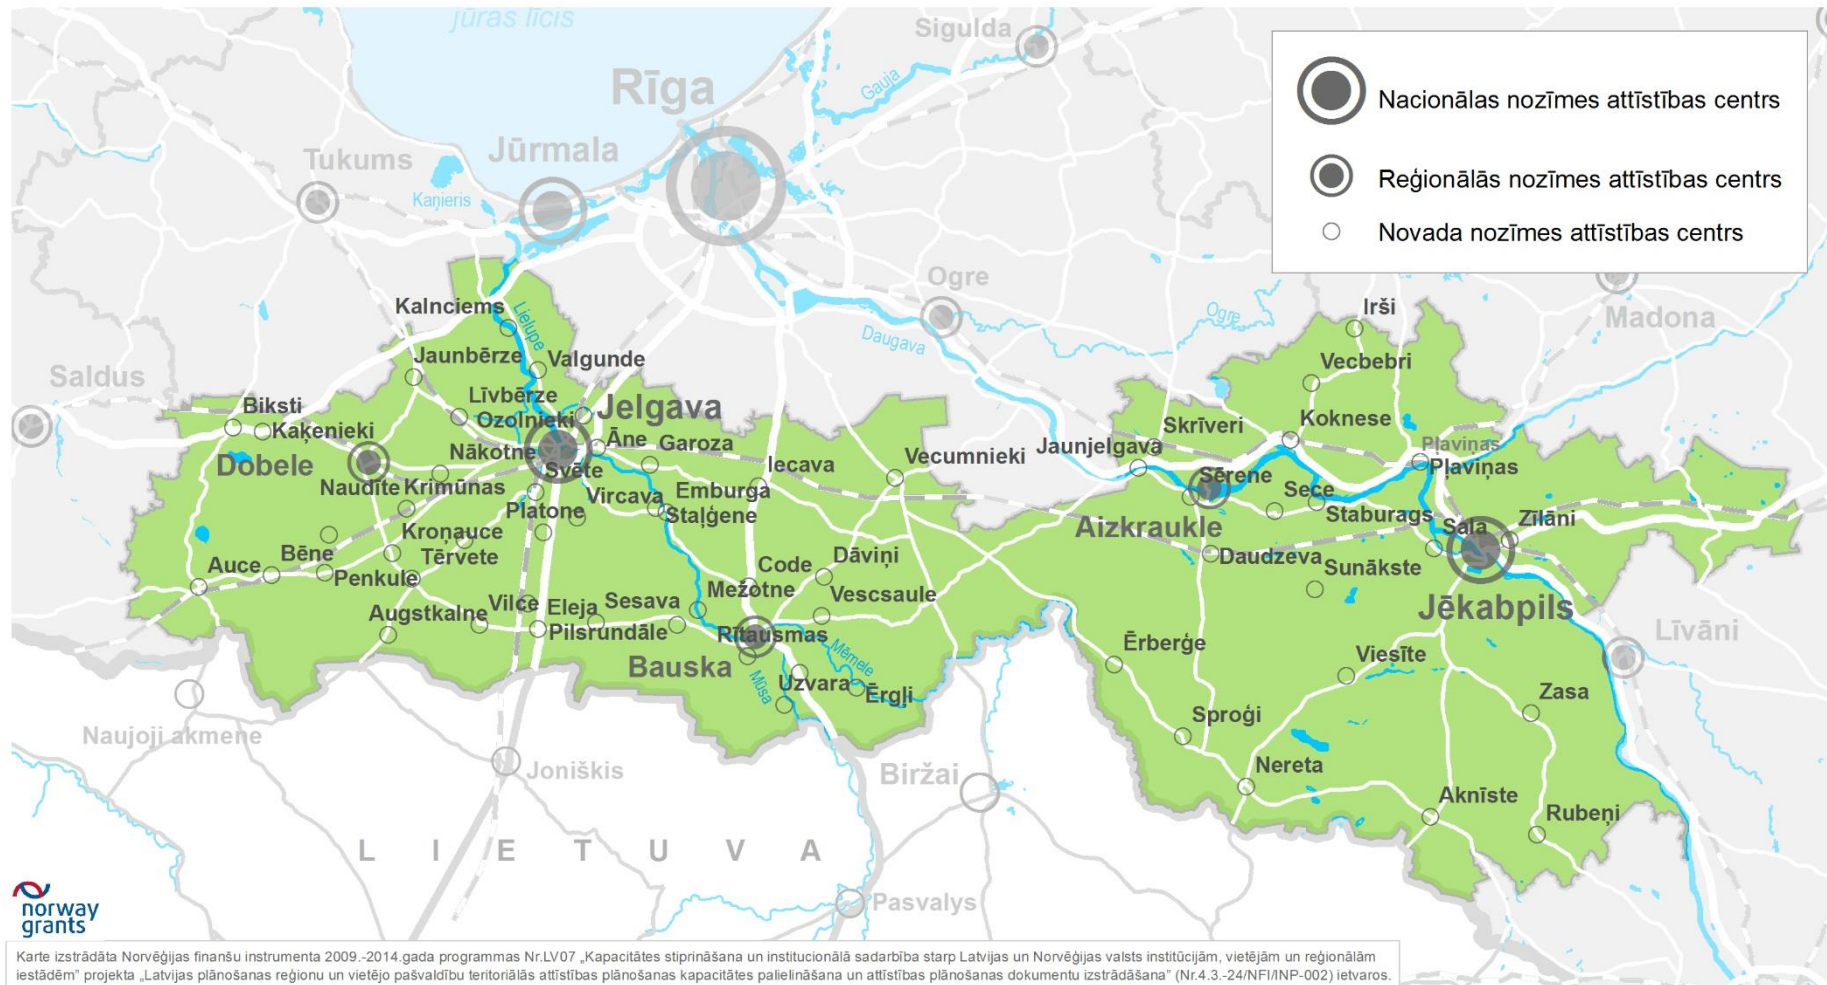 jūras līcis
Sigulda
Rīga
Gauja
Nacionālas nozīmes attīstības centrs
Reģionālās nozīmes attīstības centrs
Novada nozīmes attīstības centrs
Tukums
Jūrmala
Kaņieris
Ogre
Ogre
Daugava
Madona
Kalnciems
Lielupe
Irši
Jaunbērze
Valgunde
Vecbebri
Saldus
Līvbērze
Biksti
Ozolnieki
Jelgava
Koknese
Skrīveri
Kaķenieki
Āne
Garoza
Jaunjelgava
Pļaviņas
Dobele
Nākotne
Svēte
Iecava
Vecumnieki
Sērene
Pļaviņas
Naudīte
Krimūnas
Vircava
Emburga
Sece
Platone
Staļģene
Staburags
Aizkraukle
Kroņauce
Sala
Zīlāni
Bēne
Tērvete
Daudzeva
Auce
Penkule
Code
Dāviņi
Sunākste
Mežotne
Augstkalne
Vilce
Eleja
Sesava
Vescsaule
Jēkabpils
Pilsrundāle
Rītausmas
Līvāni
Bauska
Mēmele
Ērberģe
Viesīte
Mūsa
Uzvara
Ērgļi
Zasa
Sproģi
Naujoji akmene
Joniškis
Biržai
Nereta
Aknīste
Rubeņi
L I E T U V A
Pasvalys
norway
grants
Karte izstrādāta Norvēģijas finanšu instrumenta 2009.-2014.gada programmas Nr.LV07 „Kapacitātes stiprināšana un institucionālā sadarbība starp Latvijas un Norvēģijas valsts institūcijām, vietējām un reģionālām
iestādēm” projekta „Latvijas plānošanas reģionu un vietējo pašvaldību teritoriālās attīstības plānošanas kapacitātes palielināšana un attīstības plānošanas dokumentu izstrādāšana” (Nr.4.3.-24/NFI/INP-002) ietvaros.